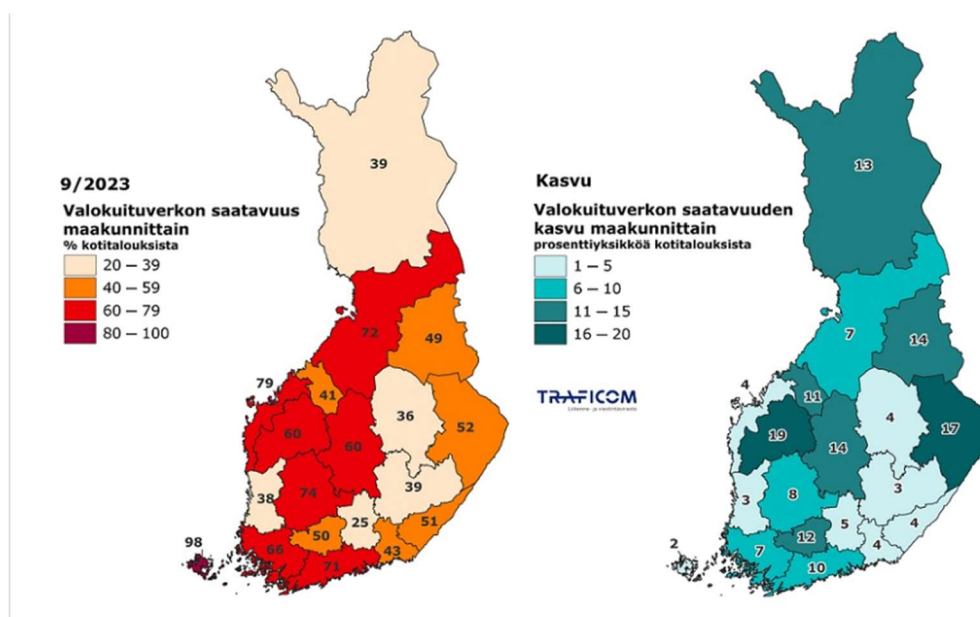 9/2023
Valokuituverkon saatavuus
maakunnittain
% kotitalouksista
20 – 39
40 – 59
60 – 79
80 – 100
39
72
49
79
41
36
52
60
60
39
38
74
25
51
98
66
50
71
43
Kasvu
Valokuituverkon saatavuuden
kasvu maakunnittain
prosenttiyksikköä kotitalouksista
1 – 5
6 – 10
11 – 15
16 – 20
TRAFICOM
Liikenne- ja viestintävirasto
13
7
14
4
11
4
17
19
14
3
3
8
5
4
2
7
12
10
4